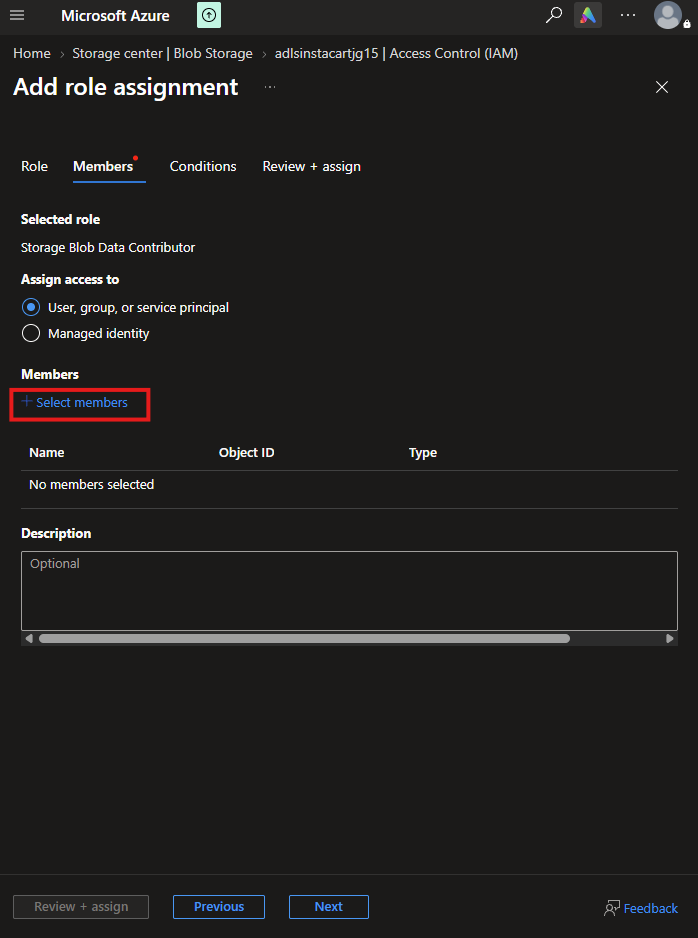 Microsoft Azure
Home > Storage center | Blob Storage > adlsinstacartjg15 | Access Control (IAM)
Add role assignment ...
Role Members Conditions Review + assign
Selected role
Storage Blob Data Contributor
Assign access to
User, group, or service principal
Managed identity
Members
+ Select members
Name Object ID Type
No members selected
Description
Optional
Review + assign Previous Next Feedback